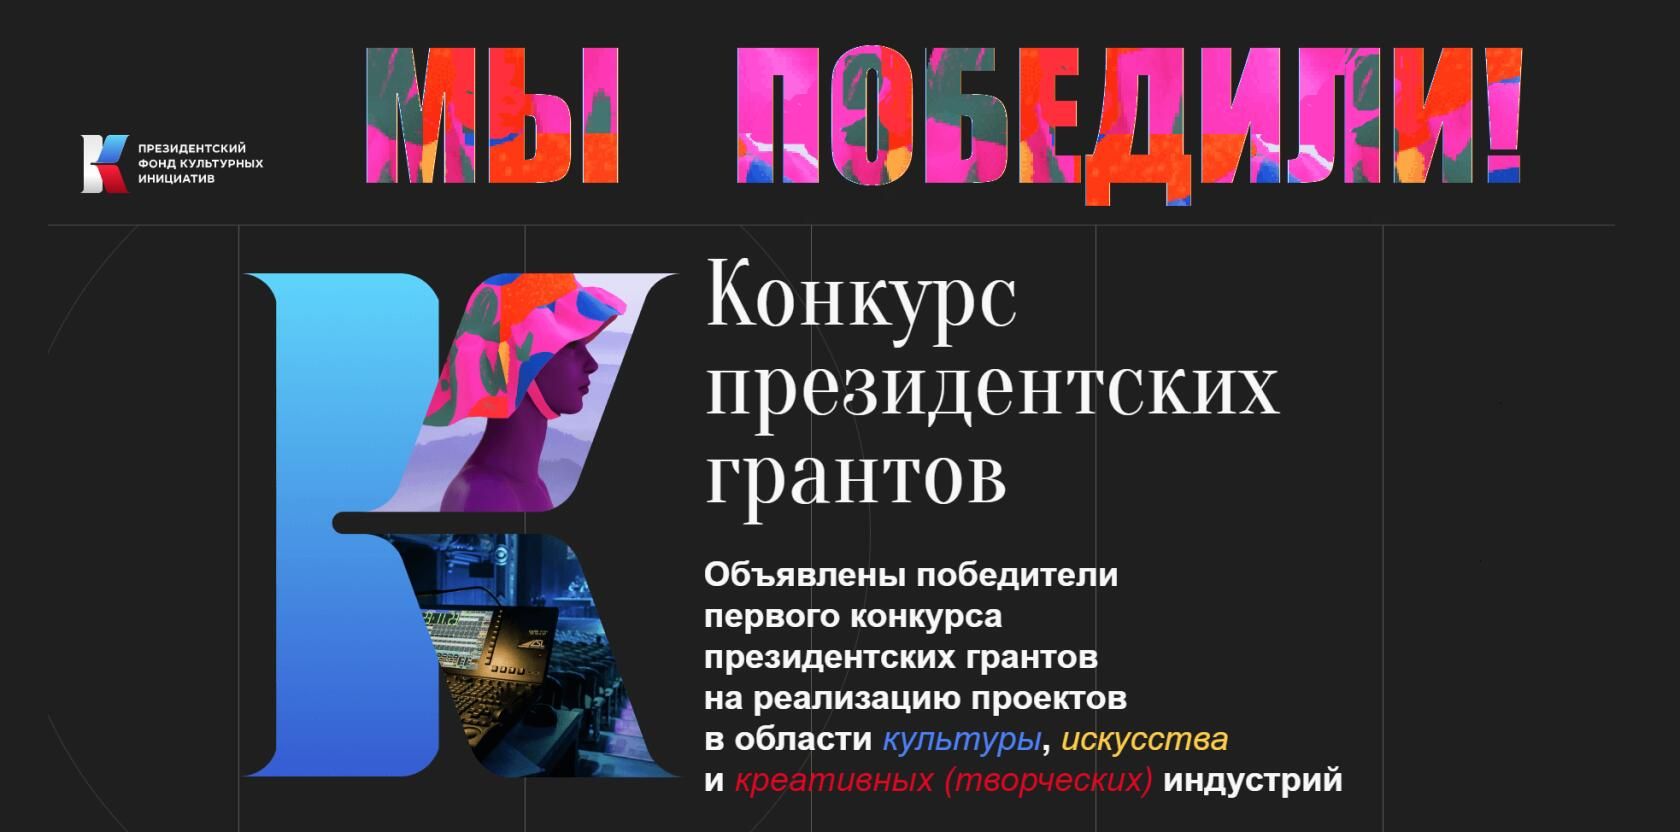 МЫ ПОБЕДИЛИ!
ПРЕЗИДЕНТСКИЙ
ФОНД КУЛЬТУРНЫХ
ИНИЦИАТИВ
Конкурс
президентских
грантов
Объявлены победители
первого конкурса
президентских грантов
на реализацию проектов
в области культуры, искусства
и креативных (творческих) индустрий